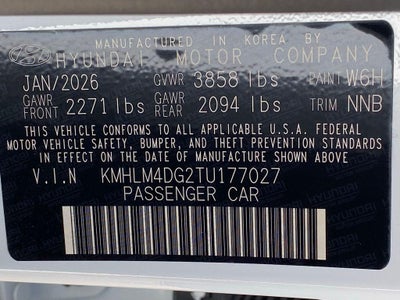 MANUFACTURED IN KOREA BY
HYUNDAI MOTOR COMPANY
JAN/2026 GVWR 3858 lbs PAINT W6H
GAWR FRONT 2271 lbs GAWR REAR 2094 lbs TRIM NNB
THIS VEHICLE CONFORMS TO ALL APPLICABLE U.S.A. FEDERAL
MOTOR VEHICLE SAFETY, BUMPER, AND THEFT PREVENTION STANDARDS
IN EFFECT ON THE DATE OF MANUFACTURE SHOWN ABOVE.
V.I.N KMHLM4DG2TU177027
PASSENGER CAR